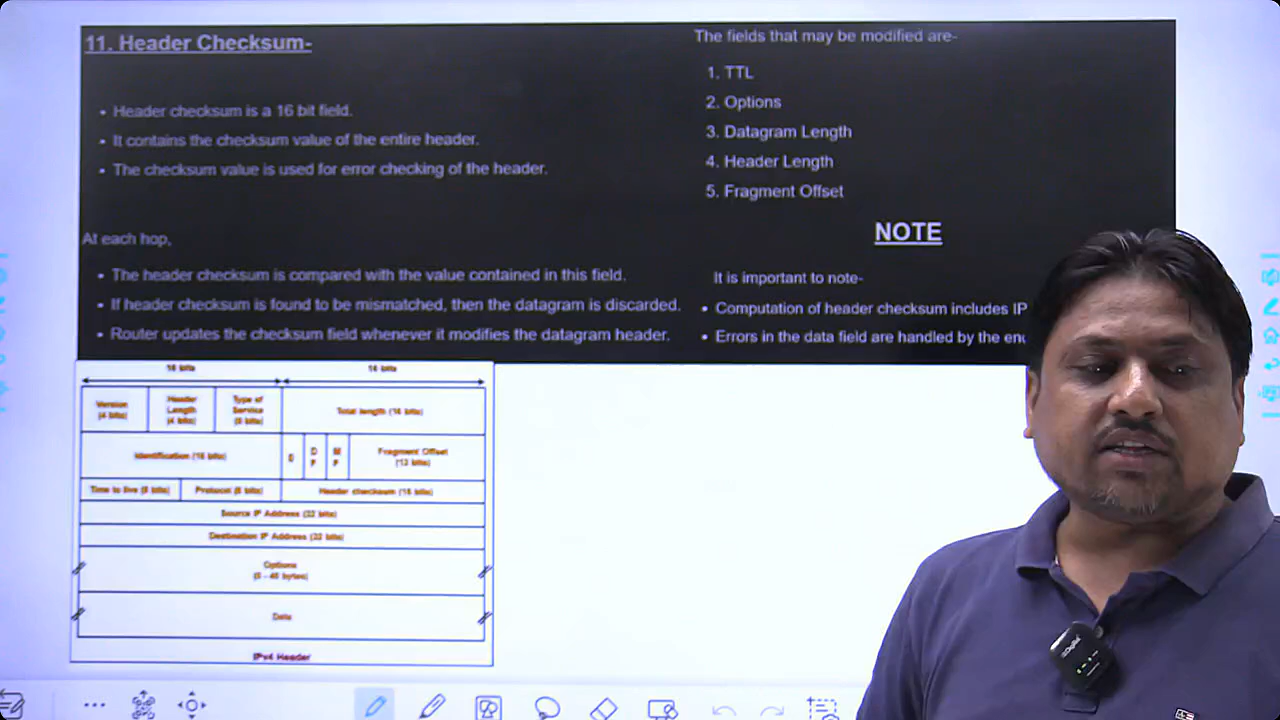 11. Header Checksum-
• Header checksum is a 16 bit field.
• It contains the checksum value of the entire header.
• The checksum value is used for error checking of the header.
At each hop,
• The header checksum is compared with the value contained in this field.
• If header checksum is found to be mismatched, then the datagram is discarded.
• Router updates the checksum field whenever it modifies the datagram header.
The fields that may be modified are-
1. TTL
2. Options
3. Datagram Length
4. Header Length
5. Fragment Offset
NOTE
It is important to note-
• Computation of header checksum includes IP
• Errors in the data field are handled by the
16 bits 16 bits
Version
(4 bits)
Header
Length
(4 bits)
Type of
Service
(8 bits)
Total length (16 bits)
Identification (16 bits)
D
F
M
F
Fragment Offset
(13 bits)
Time to live (8 bits) Protocol (8 bits) Header checksum (16 bits)
Source IP Address (32 bits)
Destination IP Address (32 bits)
Options
(0 - 40 bytes)
Data
IPv4 Header